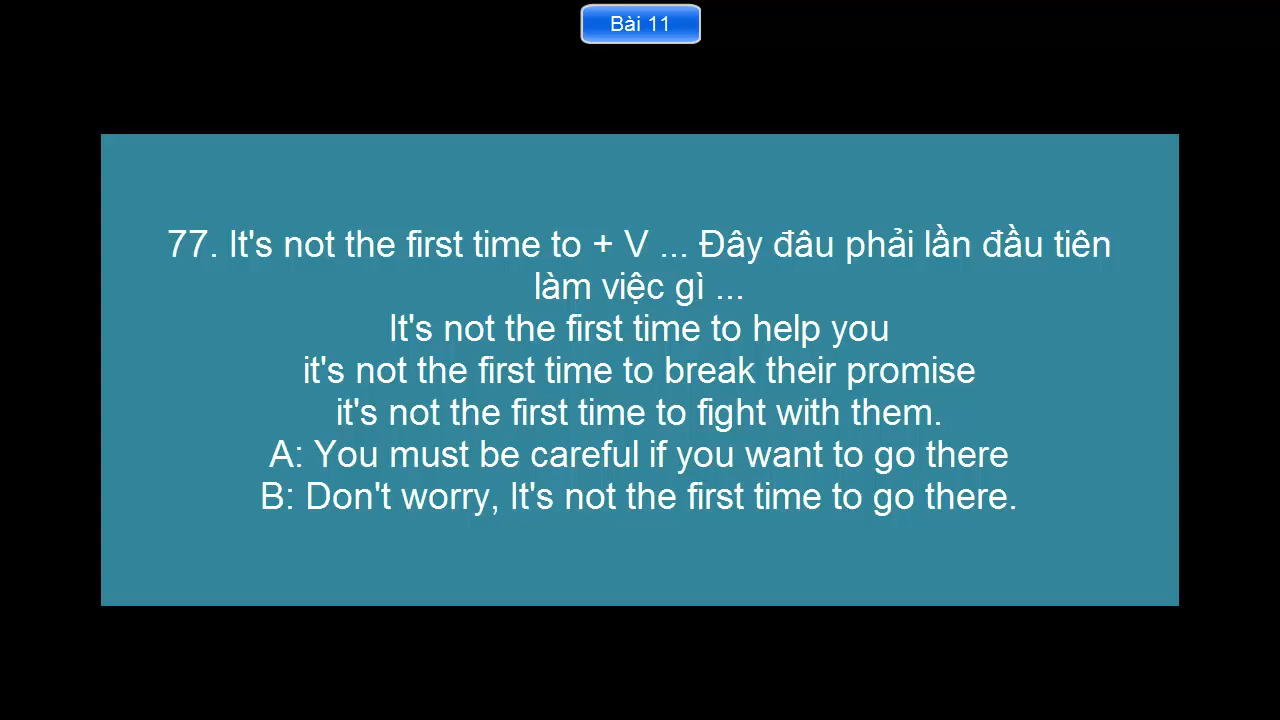 Bài 11
77. It's not the first time to + V ... Đây đâu phải lần đầu tiên
làm việc gì ...
It's not the first time to help you
it's not the first time to break their promise
it's not the first time to fight with them.
A: You must be careful if you want to go there
B: Don't worry, It's not the first time to go there.